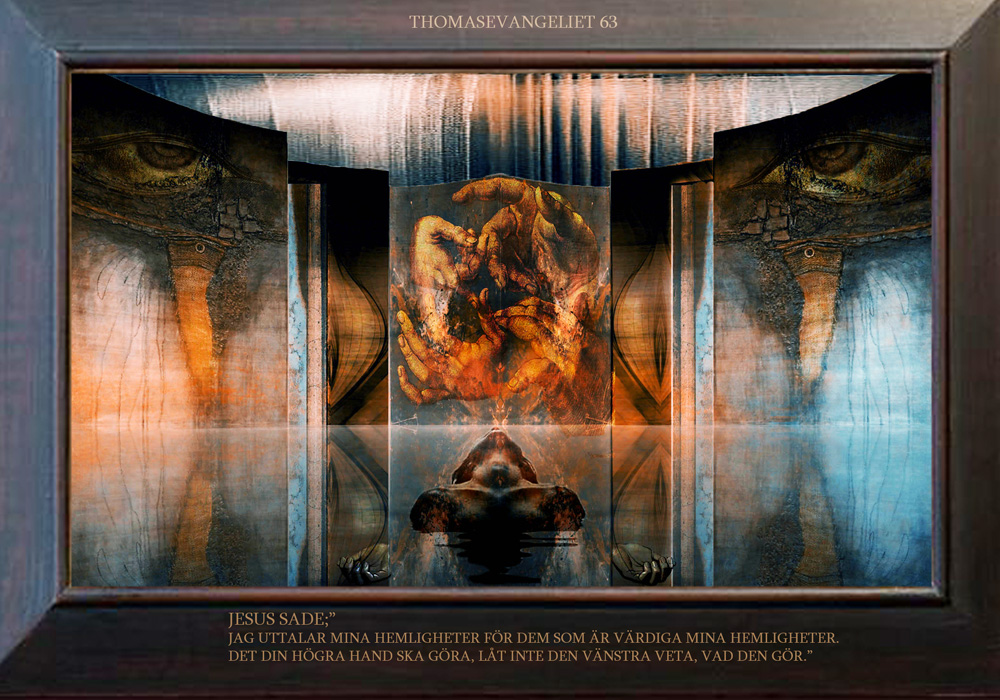 THOMASEVANGELIET 63
JESUS SADE;”
JAG UTTALAR MINA HEMLIGHETER FÖR DEM SOM ÄR VÄRDIGA MINA HEMLIGHETER.
DET DIN HÖGRA HAND SKA GÖRA, LÅT INTE DEN VÄNSTRA VETA, VAD DEN GÖR.”